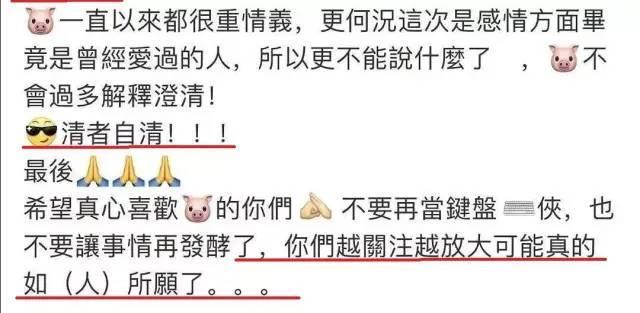 🐷一直以來都很重情義，更何況這次是感情方面畢
竟是曾經愛過的人，所以更不能說什麼了　，🐷不
會過多解釋澄清！
😎清者自清！！！
最後🙏🙏🙏
希望真心喜歡🐷的你們🫱🏻 不要再當鍵盤⌨️俠，也
不要讓事情再發酵了，你們越關注越放大可能真的
如（人）所願了。。。